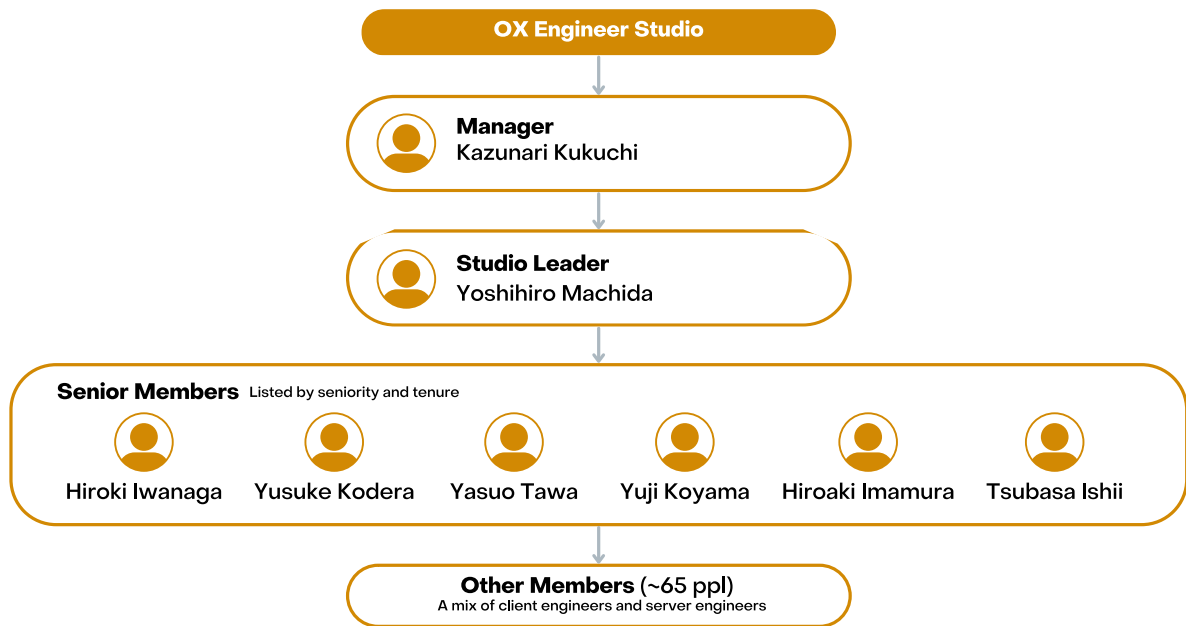 OX Engineer Studio
Manager
Kazunari Kukuchi
Studio Leader
Yoshihiro Machida
Senior Members Listed by seniority and tenure
Hiroki Iwanaga Yusuke Kodera Yasuo Tawa Yuji Koyama Hiroaki Imamura Tsubasa Ishii
Other Members (~65 ppl)
A mix of client engineers and server engineers